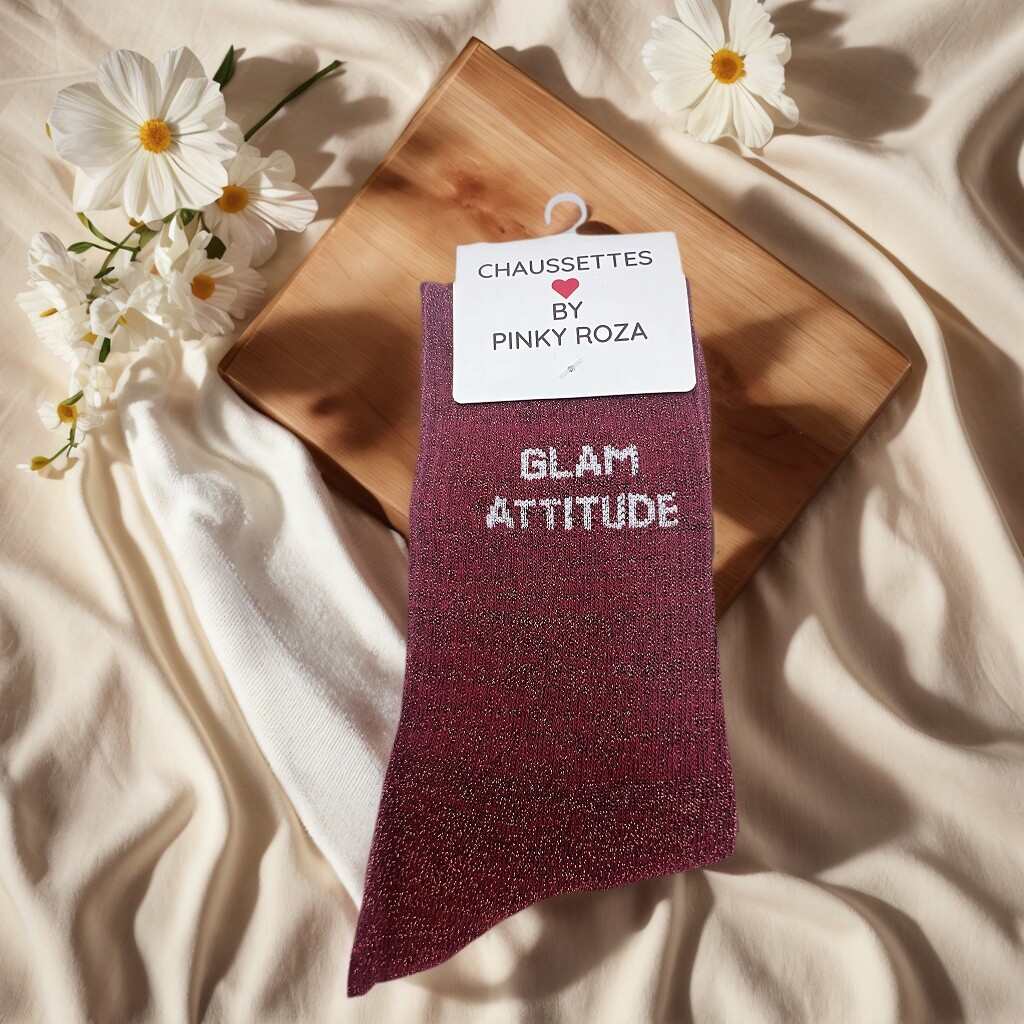 CHAUSSETTES
BY
PINKY ROZA
GLAM
ATTITUDE